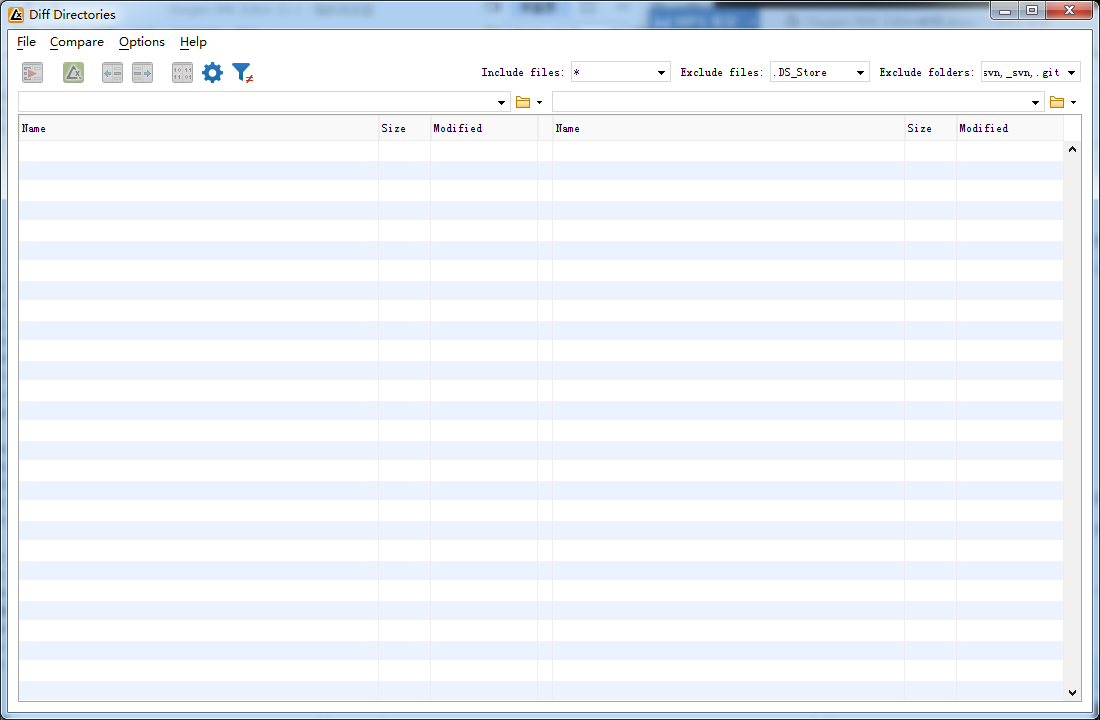 Diff Directories
File Compare Options Help
Include files: * Exclude files: .DS_Store Exclude folders: svn,_svn,.git
Name Size Modified Name Size Modified